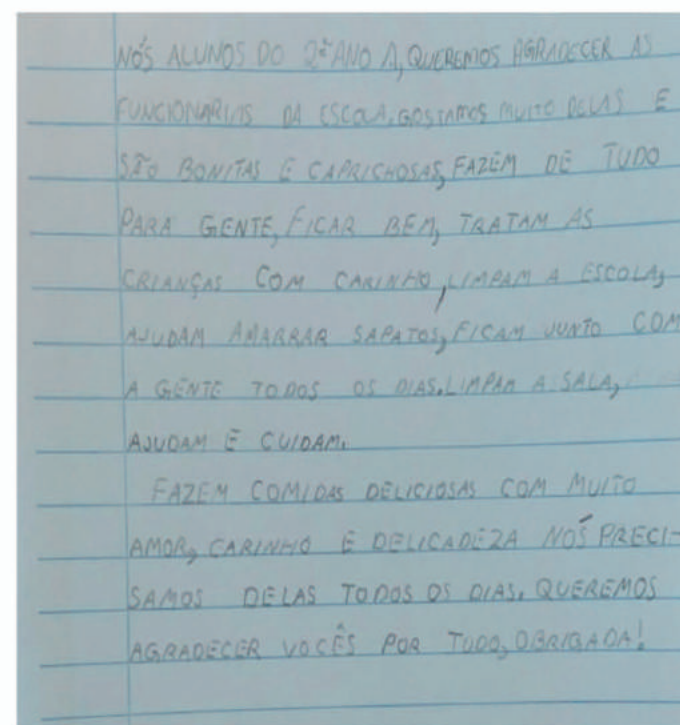 NÓS ALUNOS DO 2º ANO A, QUEREMOS AGRADECER AS
FUNCIONARIAS DA ESCOLA. GOSTAMOS MUITO DELAS E
SÃO BONITAS E CAPRICHOSAS, FAZEM DE TUDO
PARA GENTE, FICAR BEM, TRATAM AS
CRIANÇAS COM CARINHO, LIMPAM A ESCOLA,
AJUDAM AMARRAR SAPATOS, FICAM JUNTO COM
A GENTE TODOS OS DIAS. LIMPAM A SALA,
AJUDAM E CUIDAM.
FAZEM COMIDAS DELICIOSAS COM MUITO
AMOR, CARINHO E DELICADEZA NÓS PRECI-
SAMOS DELAS TODOS OS DIAS. QUEREMOS
AGRADECER VOCÊS POR TUDO, OBRIGADA!